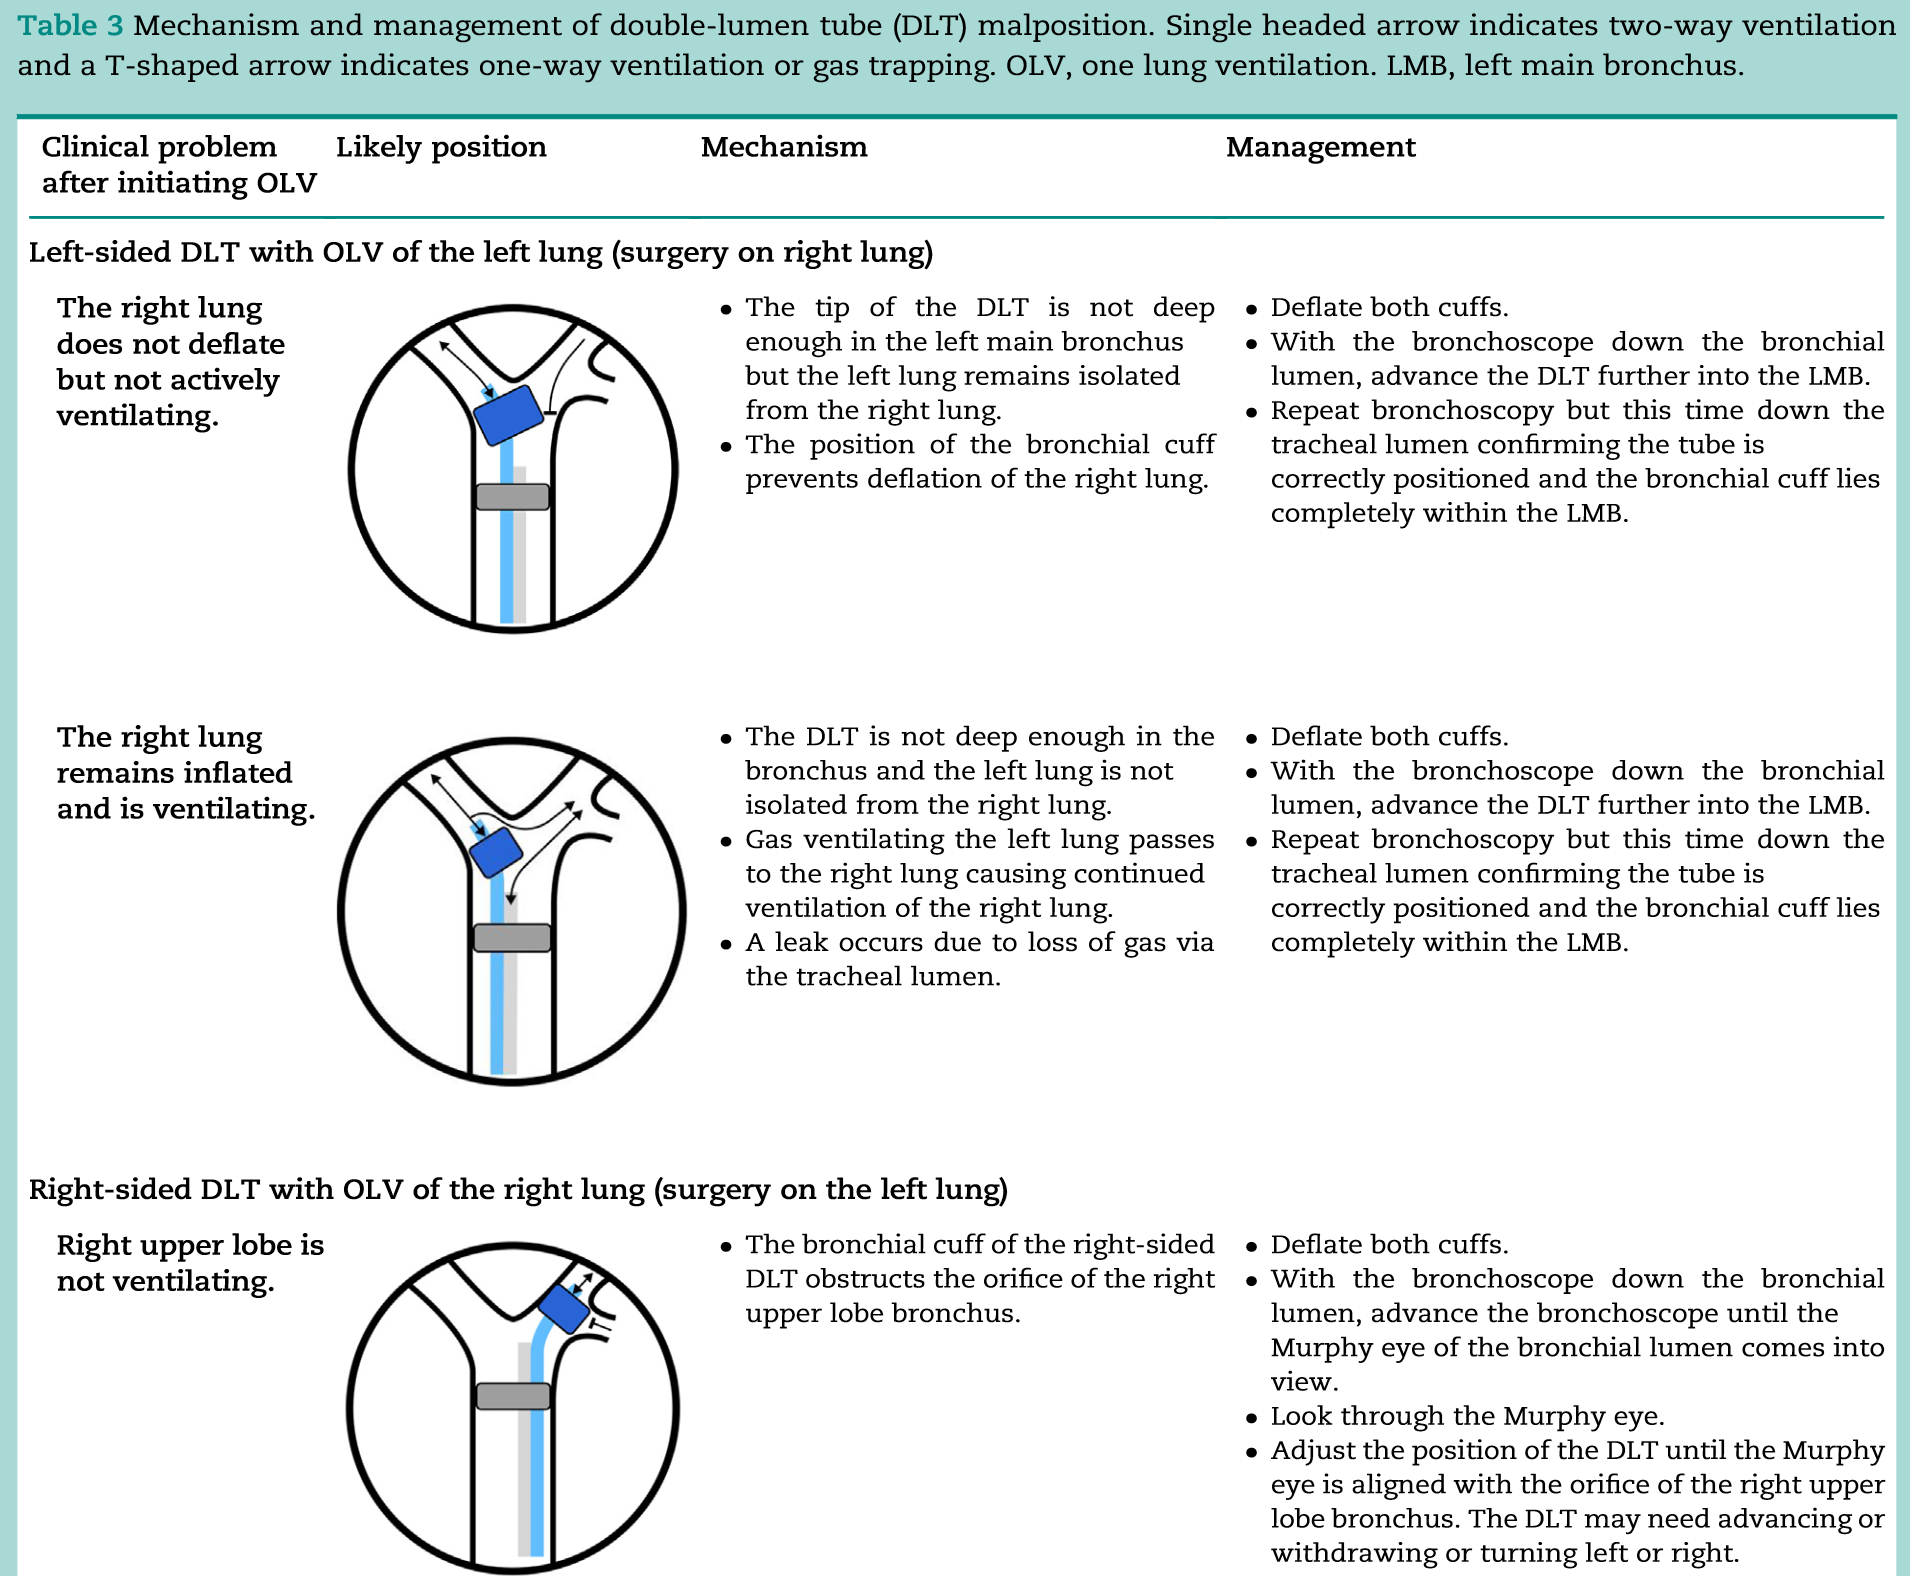 Table 3 Mechanism and management of double-lumen tube (DLT) malposition. Single headed arrow indicates two-way ventilation
and a T-shaped arrow indicates one-way ventilation or gas trapping. OLV, one lung ventilation. LMB, left main bronchus.
Clinical problem
after initiating OLV
Likely position
Mechanism
Management
Left-sided DLT with OLV of the left lung (surgery on right lung)
The right lung
does not deflate
but not actively
ventilating.
• The tip of the DLT is not deep
enough in the left main bronchus
but the left lung remains isolated
from the right lung.
• The position of the bronchial cuff
prevents deflation of the right lung.
• Deflate both cuffs.
• With the bronchoscope down the bronchial
lumen, advance the DLT further into the LMB.
• Repeat bronchoscopy but this time down the
tracheal lumen confirming the tube is
correctly positioned and the bronchial cuff lies
completely within the LMB.
The right lung
remains inflated
and is ventilating.
• The DLT is not deep enough in the
bronchus and the left lung is not
isolated from the right lung.
• Gas ventilating the left lung passes
to the right lung causing continued
ventilation of the right lung.
• A leak occurs due to loss of gas via
the tracheal lumen.
• Deflate both cuffs.
• With the bronchoscope down the bronchial
lumen, advance the DLT further into the LMB.
• Repeat bronchoscopy but this time down the
tracheal lumen confirming the tube is
correctly positioned and the bronchial cuff lies
completely within the LMB.
Right-sided DLT with OLV of the right lung (surgery on the left lung)
Right upper lobe is
not ventilating.
• The bronchial cuff of the right-sided
DLT obstructs the orifice of the right
upper lobe bronchus.
• Deflate both cuffs.
• With the bronchoscope down the bronchial
lumen, advance the bronchoscope until the
Murphy eye of the bronchial lumen comes into
view.
• Look through the Murphy eye.
• Adjust the position of the DLT until the Murphy
eye is aligned with the orifice of the right upper
lobe bronchus. The DLT may need advancing or
withdrawing or turning left or right.